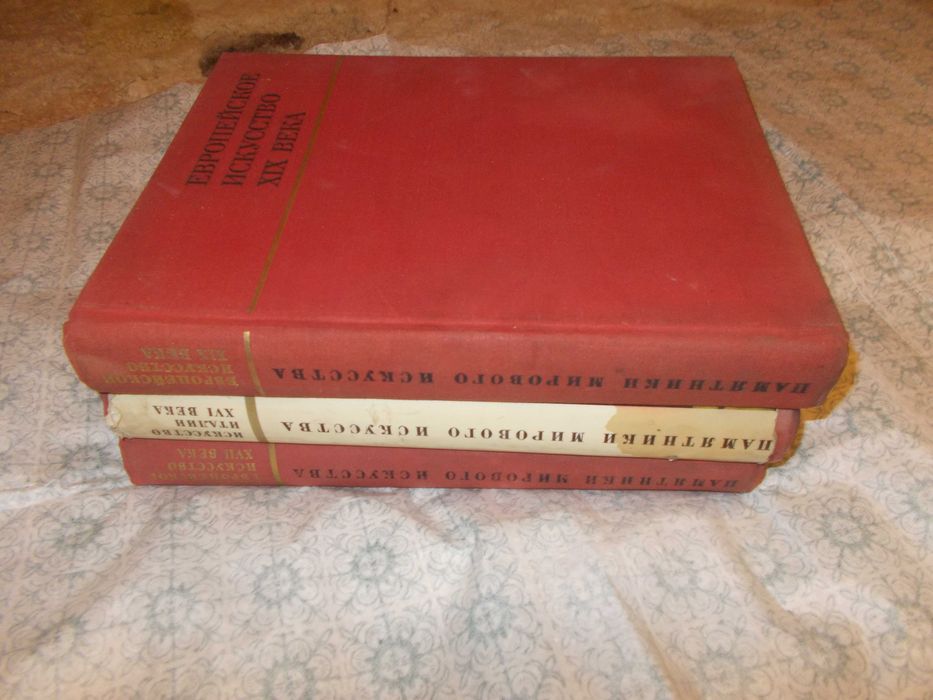 ЕВРОПЕЙСКОЕ
ИСКУССТВО
XIX ВЕКА
ПАМЯТНИКИ МИРОВОГО ИСКУССТВА
ЕВРОПЕЙСКОЕ
ИСКУССТВО
XIX ВЕКА
ПАМЯТНИКИ МИРОВОГО ИСКУССТВА
ИСКУССТВО
ИТАЛИИ
XVI ВЕКА
ПАМЯТНИКИ МИРОВОГО ИСКУССТВА
ЕВРОПЕЙСКОЕ
ИСКУССТВО
XVII ВЕКА